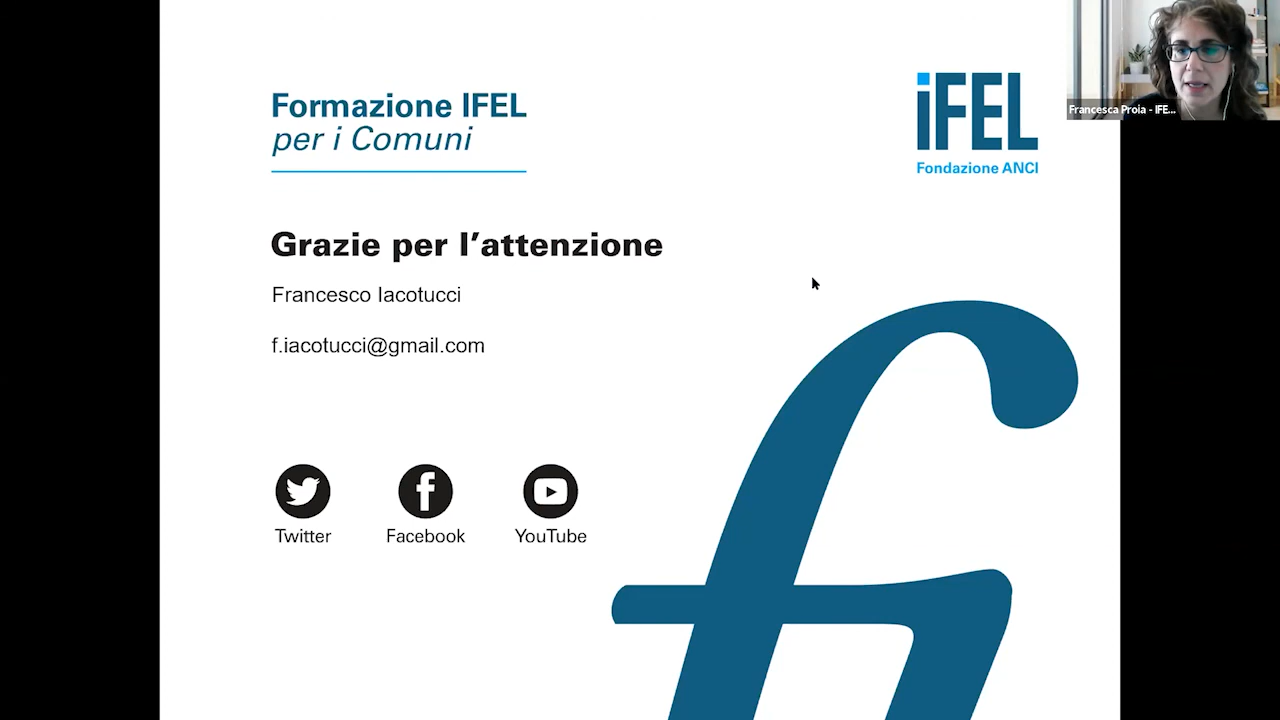 Formazione IFEL
per i Comuni
iFEL
Fondazione ANCI
Francesca Proia - IFE...
Grazie per l'attenzione
Francesco Iacotucci
f.iacotucci@gmail.com
Twitter
Facebook
YouTube